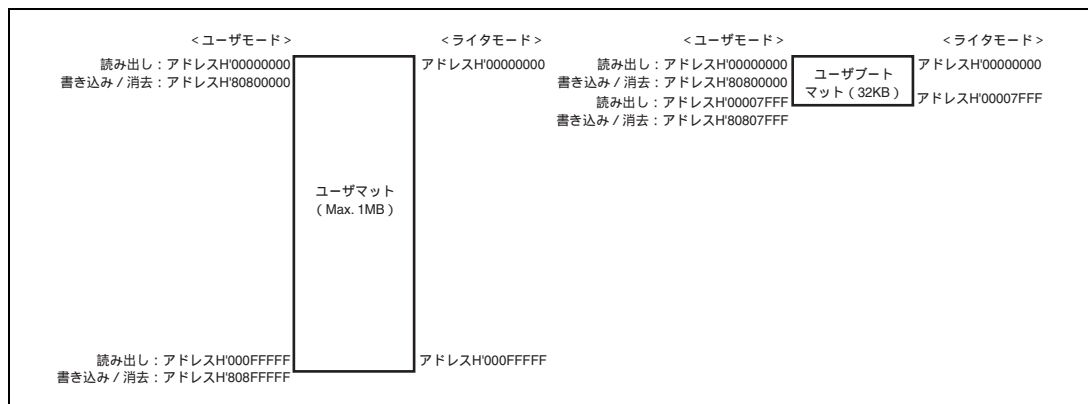 <ユーザモード>
<ライタモード>
読み出し：アドレスH'00000000
書き込み / 消去：アドレスH'80800000
アドレスH'00000000
ユーザマット
( Max. 1MB )
読み出し：アドレスH'000FFFFF
書き込み / 消去：アドレスH'808FFFFF
アドレスH'000FFFFF
<ユーザモード>
<ライタモード>
読み出し：アドレスH'00000000
書き込み / 消去：アドレスH'80800000
読み出し：アドレスH'00007FFF
書き込み / 消去：アドレスH'80807FFF
ユーザブート
マット ( 32KB )
アドレスH'00000000
アドレスH'00007FFF